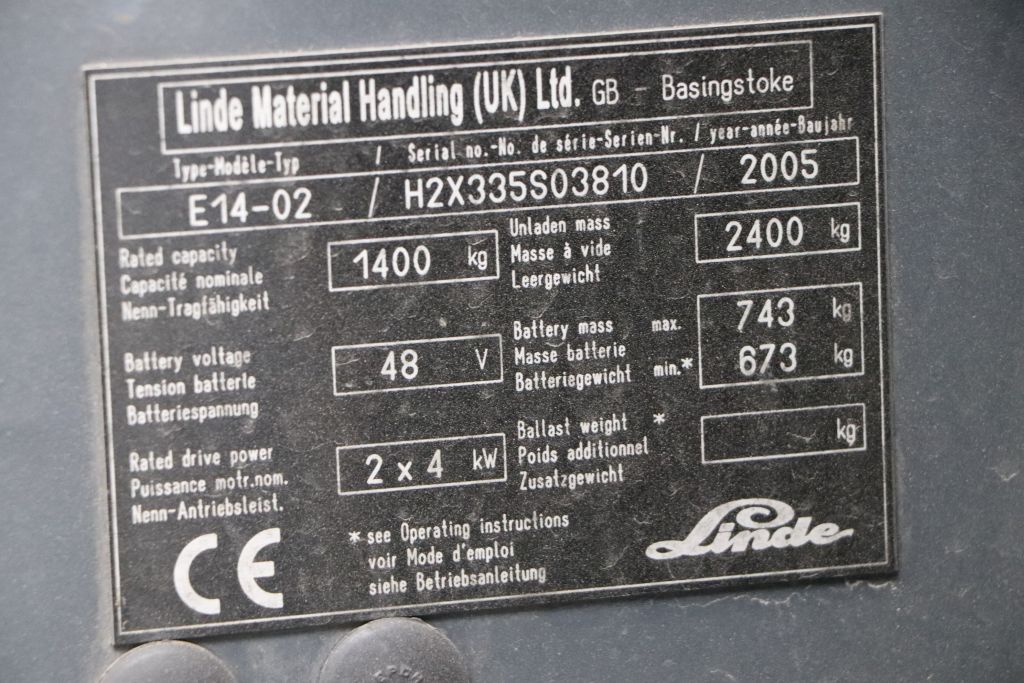 Linde Material Handling (UK) Ltd. GB - Basingstoke
Type-Modèle-Typ / Serial no.-No. de série-Serien-Nr. / year-année-Baujahr
E14-02 / H2X335S03810 / 2005
Rated capacity
Capacité nominale
Nenn-Tragfähigkeit
1400 kg
Unladen mass
Masse à vide
Leergewicht
2400 kg
Battery voltage
Tension batterie
Batteriespannung
48 V
Battery mass max.
Masse batterie
Batteriegewicht min.*
743 kg
673 kg
Rated drive power
Puissance motr.nom.
Nenn-Antriebsleist.
2 x 4 kW
Ballast weight *
Poids additionnel
Zusatzgewicht
kg
CE
* see Operating instructions
voir Mode d'emploi
siehe Betriebsanleitung
Linde